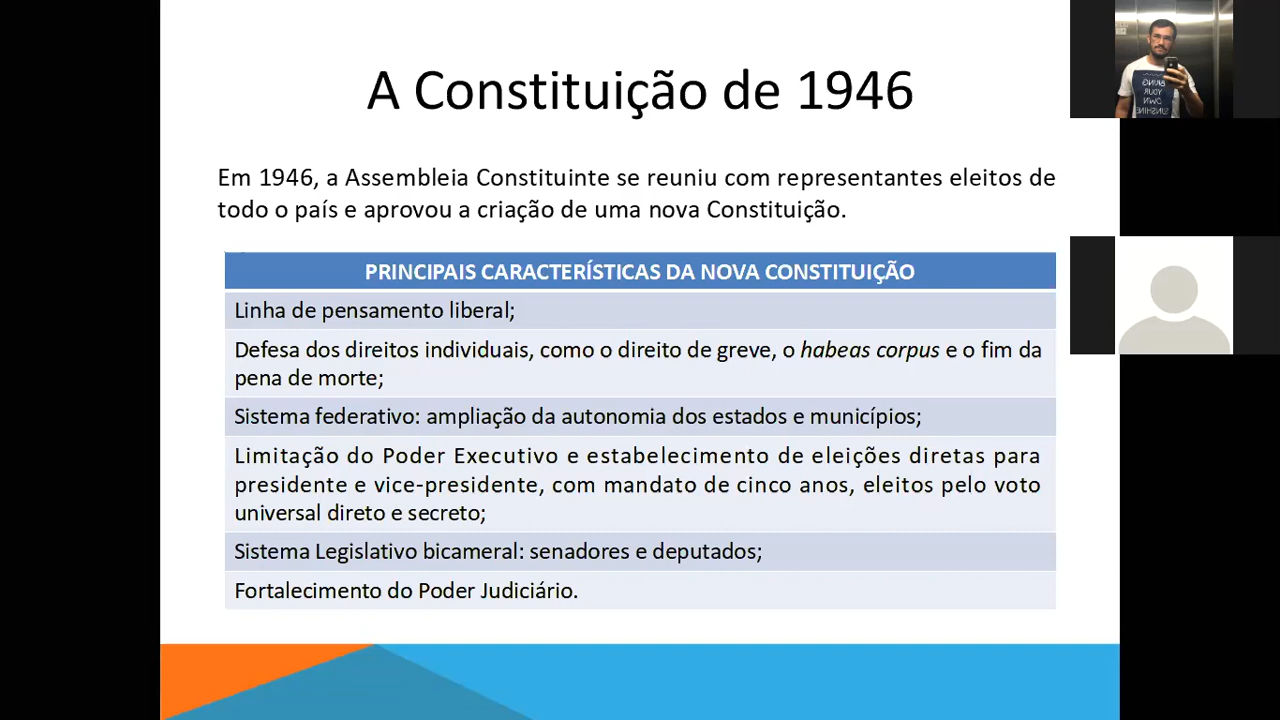 A Constituição de 1946
Em 1946, a Assembleia Constituinte se reuniu com representantes eleitos de
todo o país e aprovou a criação de uma nova Constituição.
PRINCIPAIS CARACTERÍSTICAS DA NOVA CONSTITUIÇÃO
Linha de pensamento liberal;
Defesa dos direitos individuais, como o direito de greve, o habeas corpus e o fim da
pena de morte;
Sistema federativo: ampliação da autonomia dos estados e municípios;
Limitação do Poder Executivo e estabelecimento de eleições diretas para
presidente e vice-presidente, com mandato de cinco anos, eleitos pelo voto
universal direto e secreto;
Sistema Legislativo bicameral: senadores e deputados;
Fortalecimento do Poder Judiciário.
YOUR
OWN